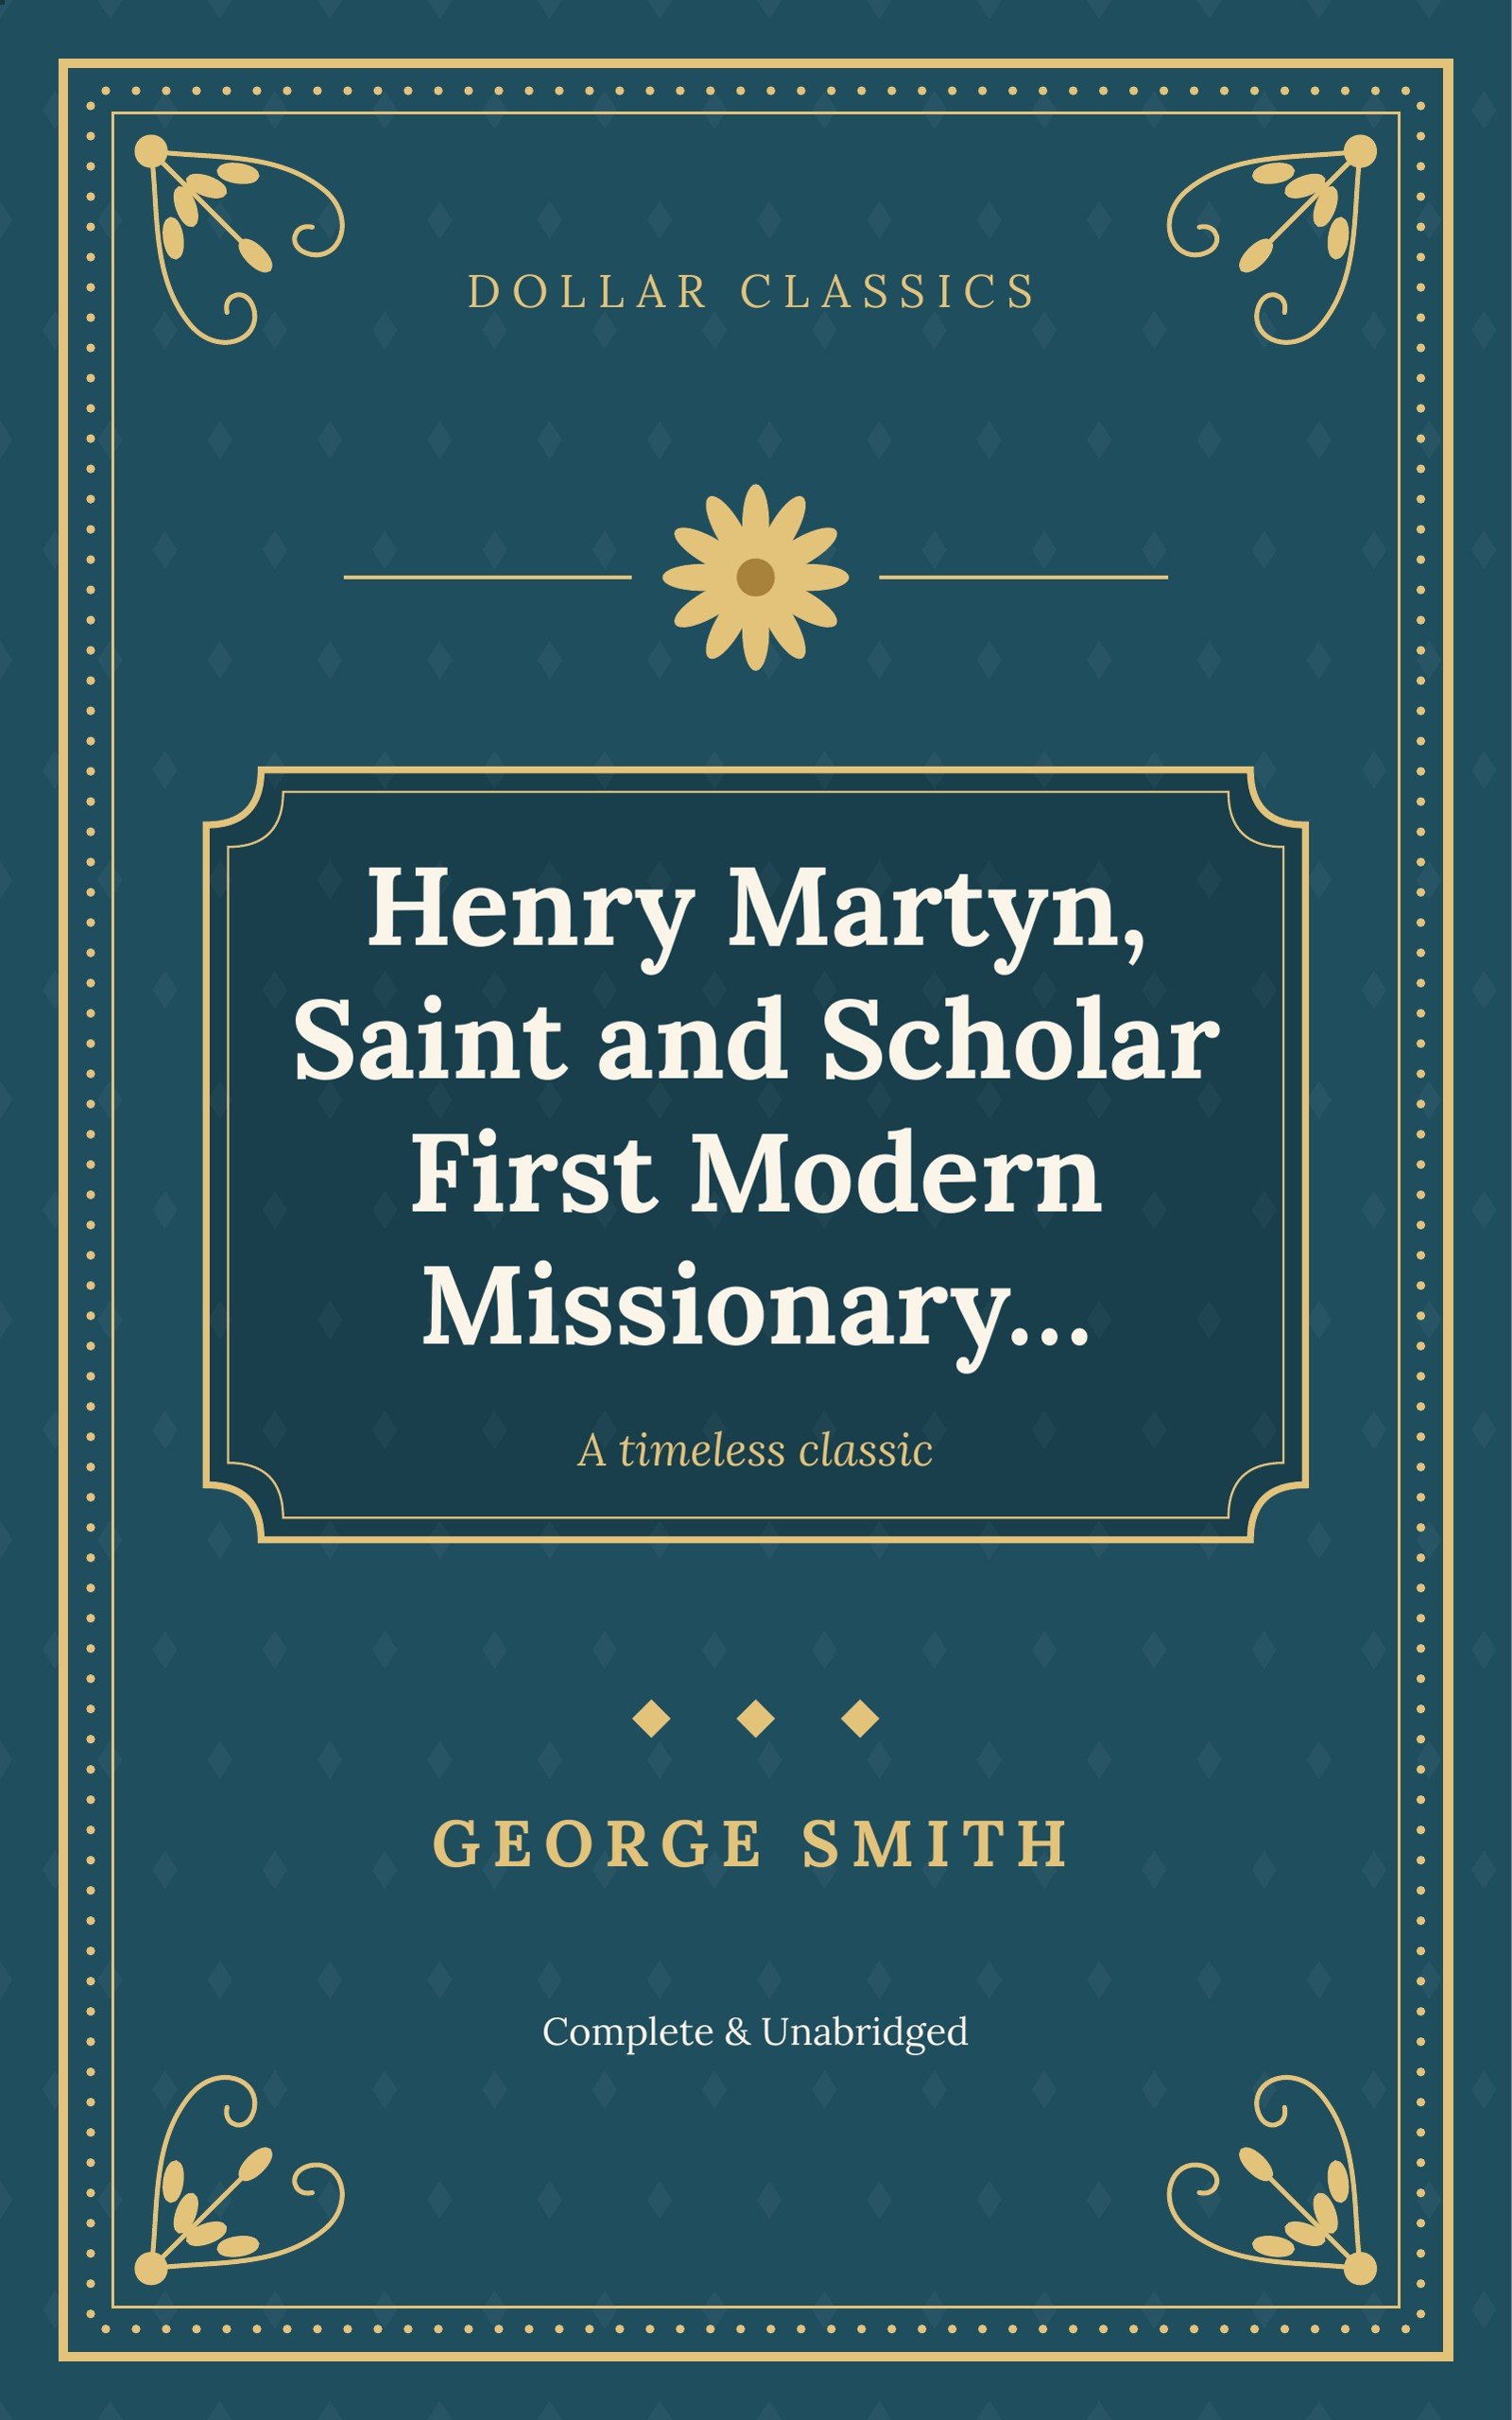 DOLLAR CLASSICS
Henry Martyn,
Saint and Scholar
First Modern
Missionary...
A timeless classic
GEORGE SMITH
Complete & Unabridged